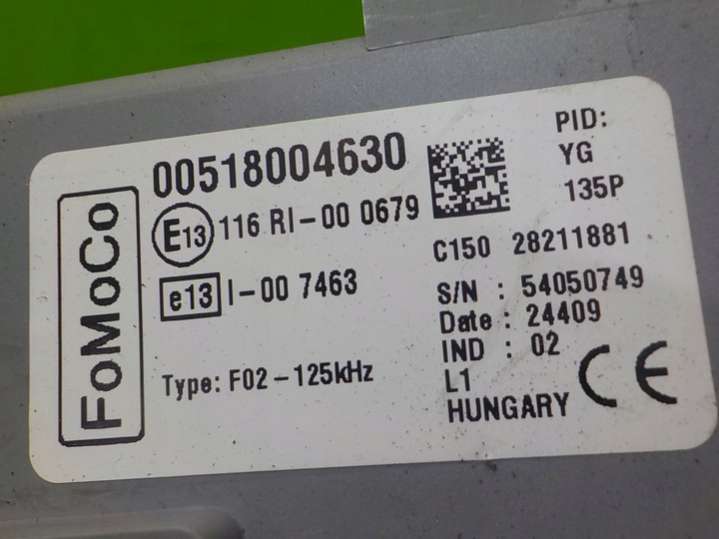 FoMoCo
00518004630
E13 116 RI-00 0679
e13 I-00 7463
Type: F02-125kHz
PID:
YG
135P
C150 28211881
S/N : 54050749
Date : 24409
IND : 02
L1
HUNGARY
CE